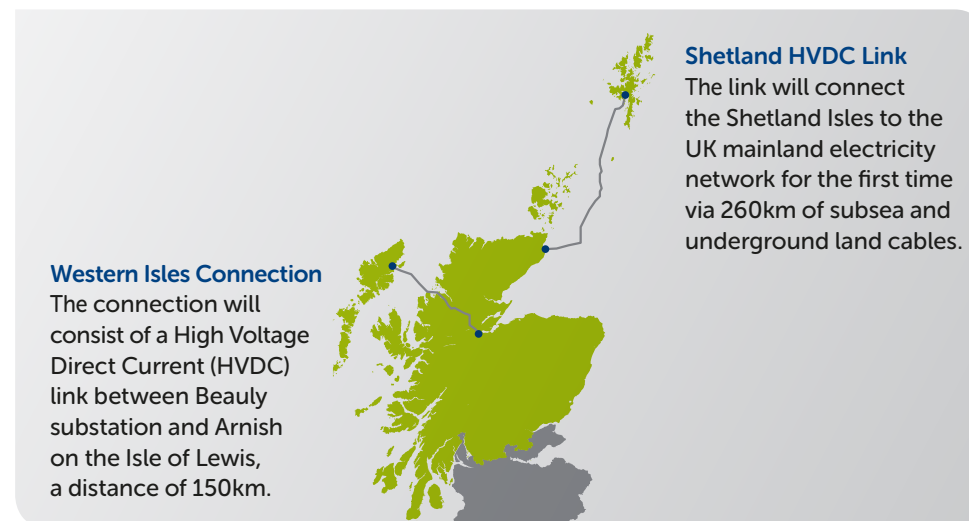 Shetland HVDC Link
The link will connect
the Shetland Isles to the
UK mainland electricity
network for the first time
via 260km of subsea and
underground land cables.
Western Isles Connection
The connection will
consist of a High Voltage
Direct Current (HVDC)
link between Beauly
substation and Arnish
on the Isle of Lewis,
a distance of 150km.